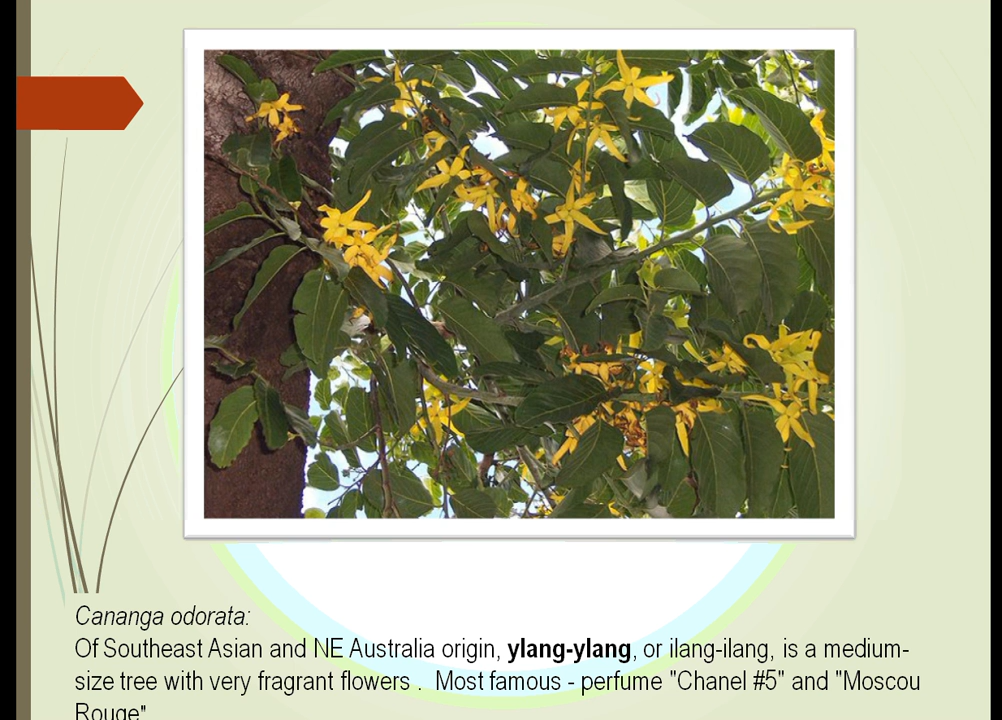 Cananga odorata:
Of Southeast Asian and NE Australia origin, ylang-ylang, or ilang-ilang, is a medium-
size tree with very fragrant flowers .  Most famous - perfume "Chanel #5" and "Moscou
Rouge"